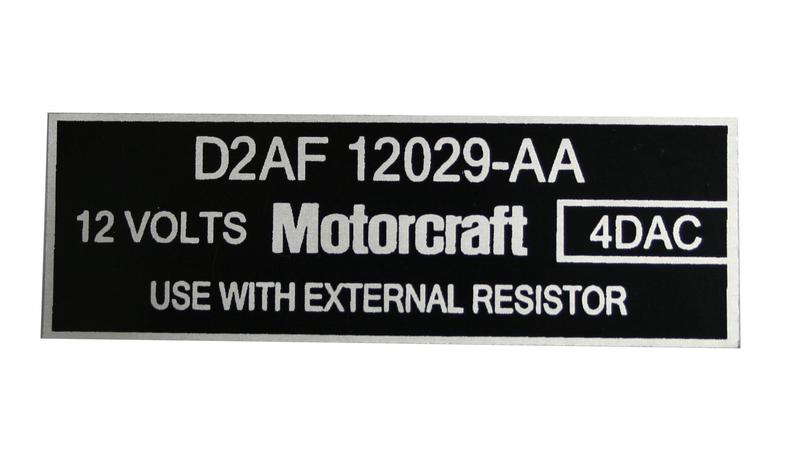 D2AF 12029-AA
12 VOLTS Motorcraft 4DAC
USE WITH EXTERNAL RESISTOR